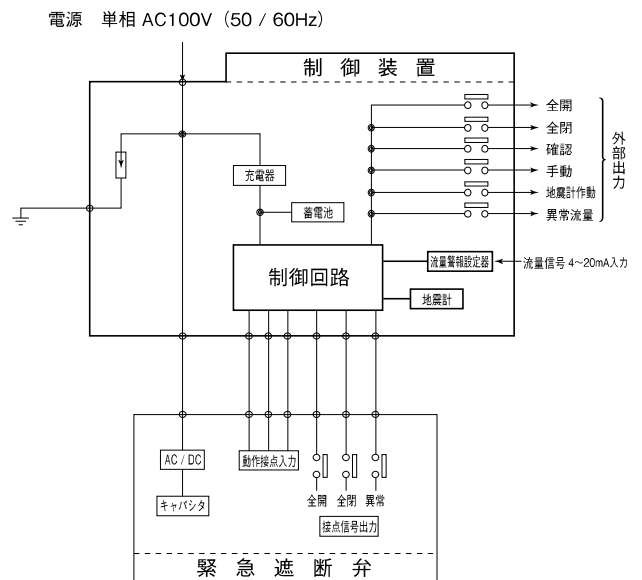 電源 単相 AC100V（50 / 60Hz）
制御装置
全開
全閉
確認
手動
地震計作動
異常流量
外部出力
充電器
蓄電池
制御回路
流量警報設定器
流量信号 4〜20mA入力
地震計
AC / DC
キャパシタ
動作接点入力
全開 全閉 異常
接点信号出力
緊急遮断弁